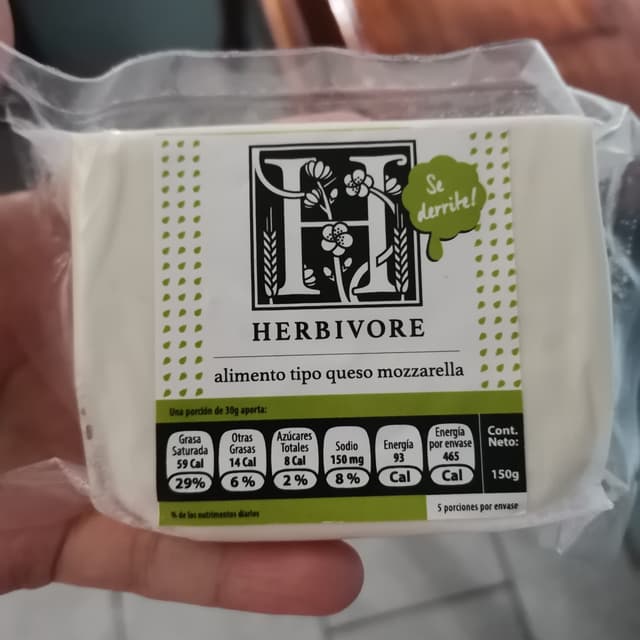 H
Se
derrite!
HERBIVORE
alimento tipo queso mozzarella
Una porción de 30g aporta:
Grasa
Saturada
59 Cal
29%
Otras
Grasas
14 Cal
6 %
Azúcares
Totales
8 Cal
2 %
Sodio
150 mg
8 %
Energía
93
Cal
Energía
por envase
465
Cal
Cont.
Neto:
150g
% de los nutrimentos diarios
5 porciones por envase